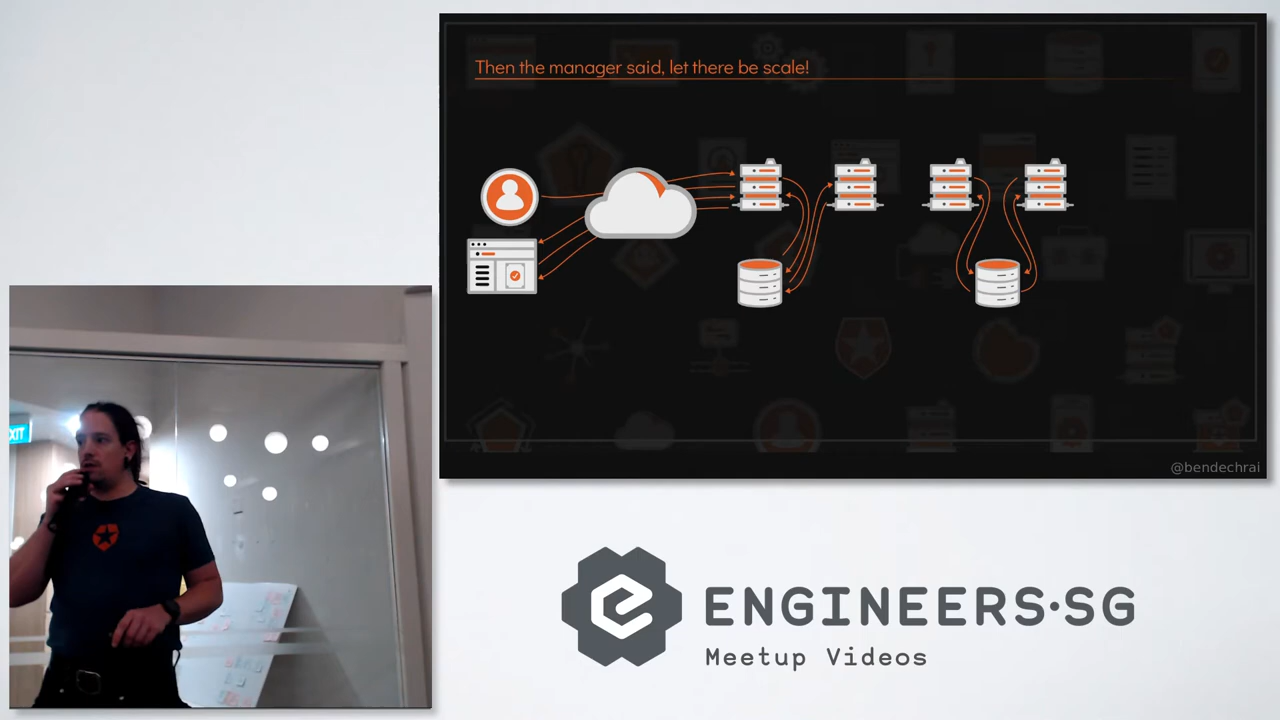 Then the manager said, let there be scale!
@bendechrai
EXIT
ENGINEERS·SG
Meetup Videos